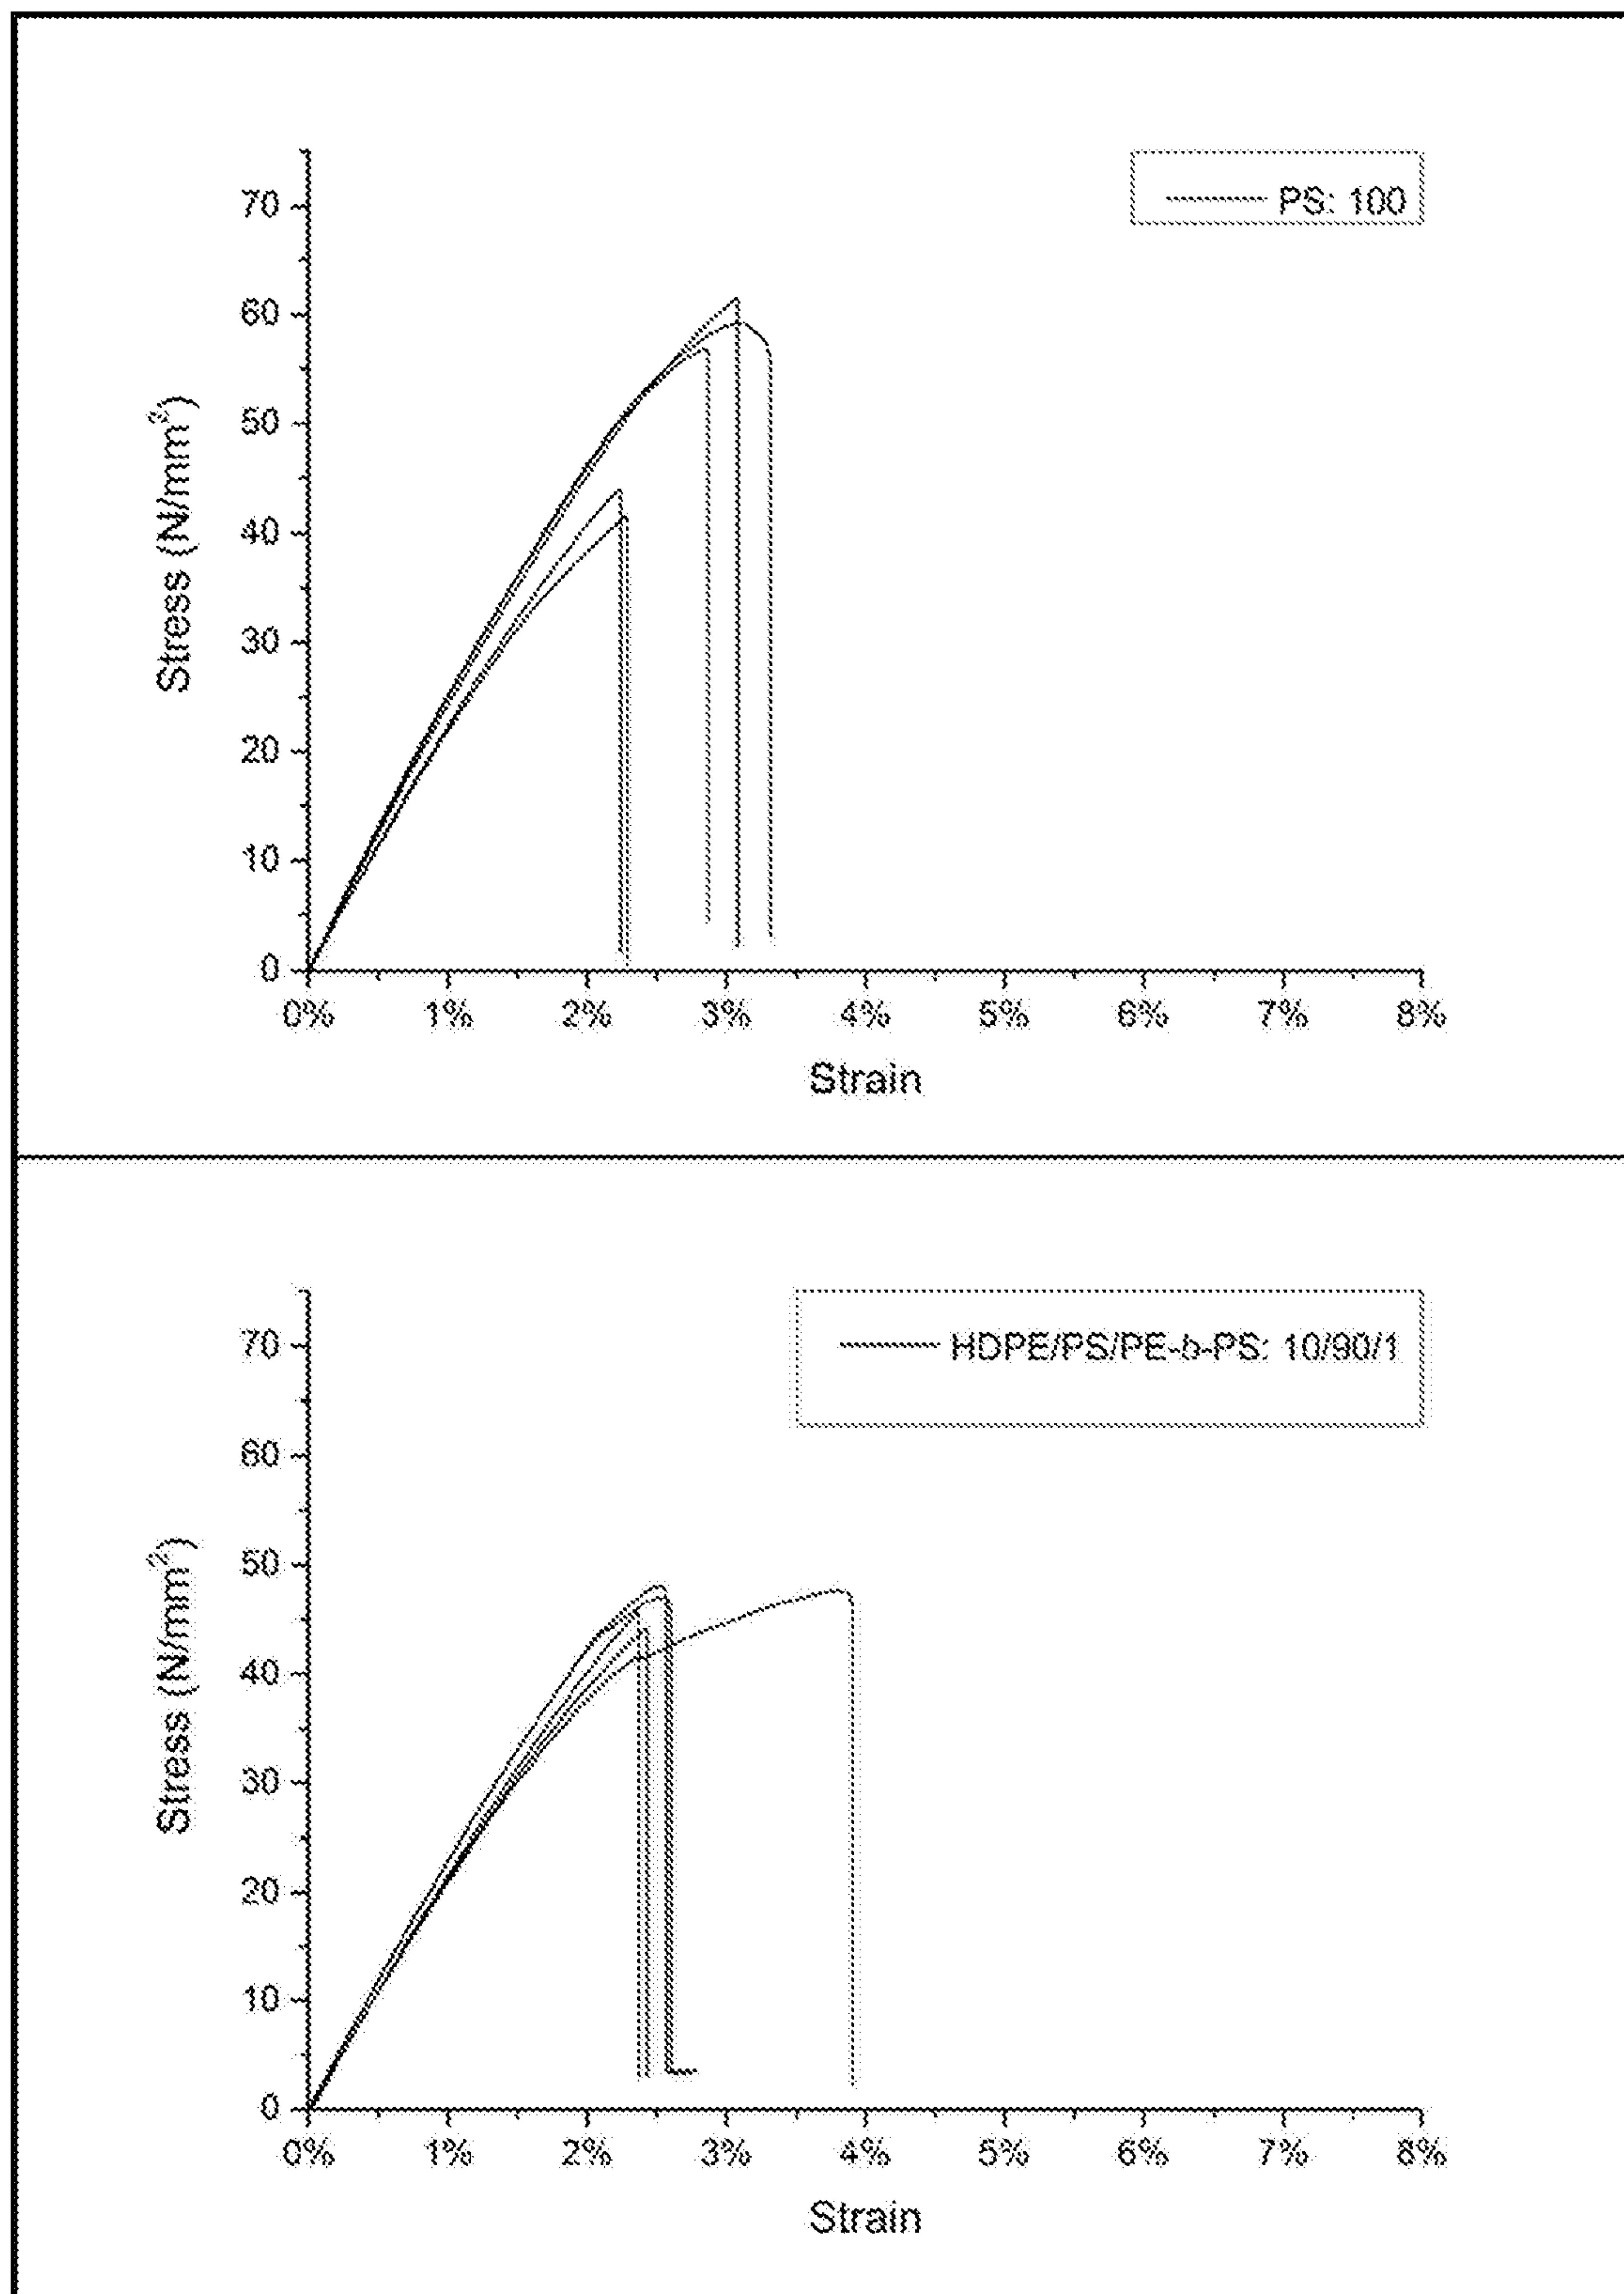 PS: 100
70
60
50
40
30
20
10
0
Stress (N/mm²)
0% 1% 2% 3% 4% 5% 6% 7% 8%
Strain
HDPE/PS/PE-b-PS: 10/90/1
70
60
50
40
30
20
10
0
Stress (N/mm²)
0% 1% 2% 3% 4% 5% 6% 7% 8%
Strain